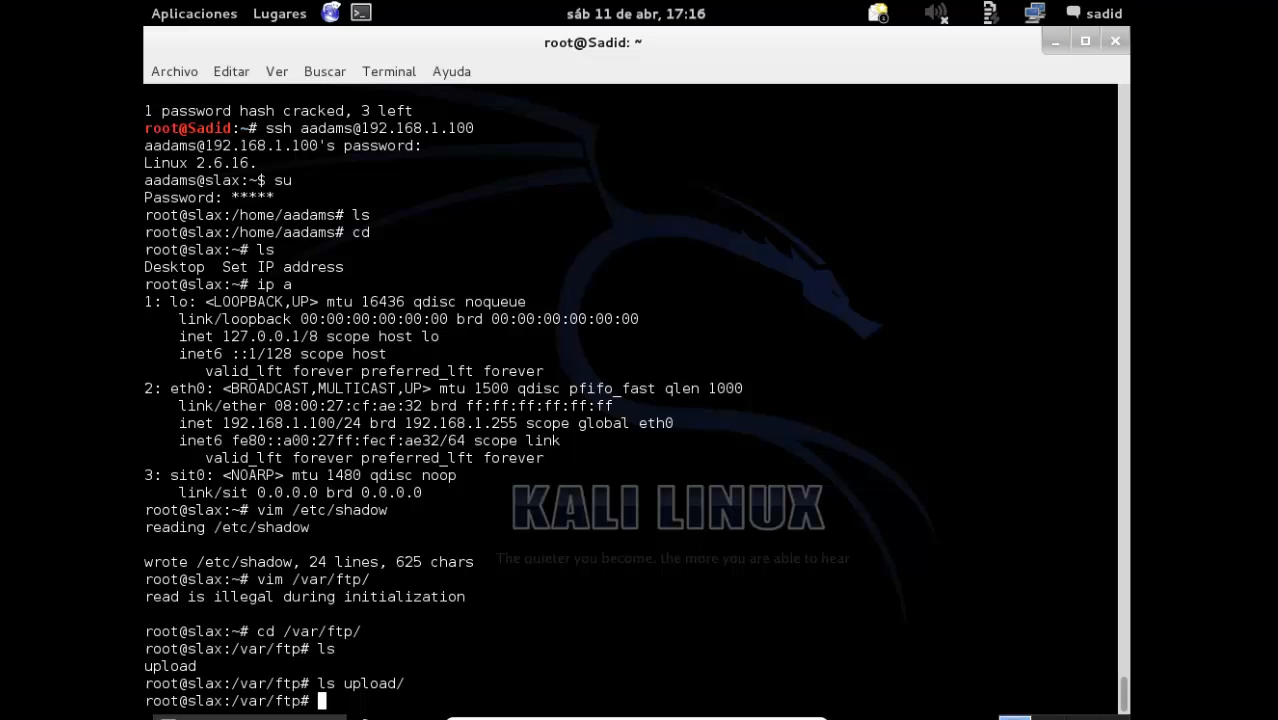 Aplicaciones Lugares sáb 11 de abr, 17:16 sadid
root@Sadid: ~
Archivo Editar Ver Buscar Terminal Ayuda
1 password hash cracked, 3 left
root@Sadid:~# ssh aadams@192.168.1.100
aadams@192.168.1.100's password:
Linux 2.6.16.
aadams@slax:~$ su
Password: *****
root@slax:/home/aadams# ls
root@slax:/home/aadams# cd
root@slax:~# ls
Desktop  Set IP address
root@slax:~# ip a
1: lo: <LOOPBACK,UP> mtu 16436 qdisc noqueue
    link/loopback 00:00:00:00:00:00 brd 00:00:00:00:00:00
    inet 127.0.0.1/8 scope host lo
    inet6 ::1/128 scope host
       valid_lft forever preferred_lft forever
2: eth0: <BROADCAST,MULTICAST,UP> mtu 1500 qdisc pfifo_fast qlen 1000
    link/ether 08:00:27:cf:ae:32 brd ff:ff:ff:ff:ff:ff
    inet 192.168.1.100/24 brd 192.168.1.255 scope global eth0
    inet6 fe80::a00:27ff:fecf:ae32/64 scope link
       valid_lft forever preferred_lft forever
3: sit0: <NOARP> mtu 1480 qdisc noop
    link/sit 0.0.0.0 brd 0.0.0.0
root@slax:~# vim /etc/shadow
reading /etc/shadow
KALI LINUX
The quieter you become, the more you are able to hear
wrote /etc/shadow, 24 lines, 625 chars
root@slax:~# vim /var/ftp/
read is illegal during initialization
root@slax:~# cd /var/ftp/
root@slax:/var/ftp# ls
upload
root@slax:/var/ftp# ls upload/
root@slax:/var/ftp#